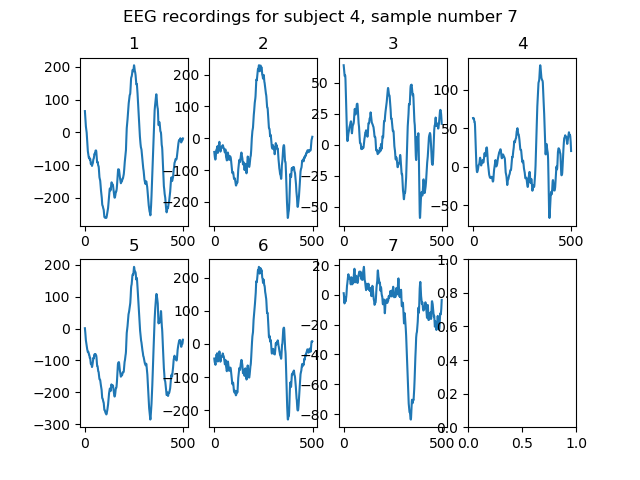 EEG recordings for subject 4, sample number 7
1 2 3 4
200 100 0 −100 −200
200 100 0 −100 −200
50 25 0 −25 −50
100 50 0 −50
0 500 0 500 0 500 0 500
5 6 7
200 100 0 −100 −200 −300
200 100 0 −100 −200
20 0 −20 −40 −60 −80
1.0 0.8 0.6 0.4 0.2 0.0
0 500 0 500 0 500 0.0 0.5 1.0